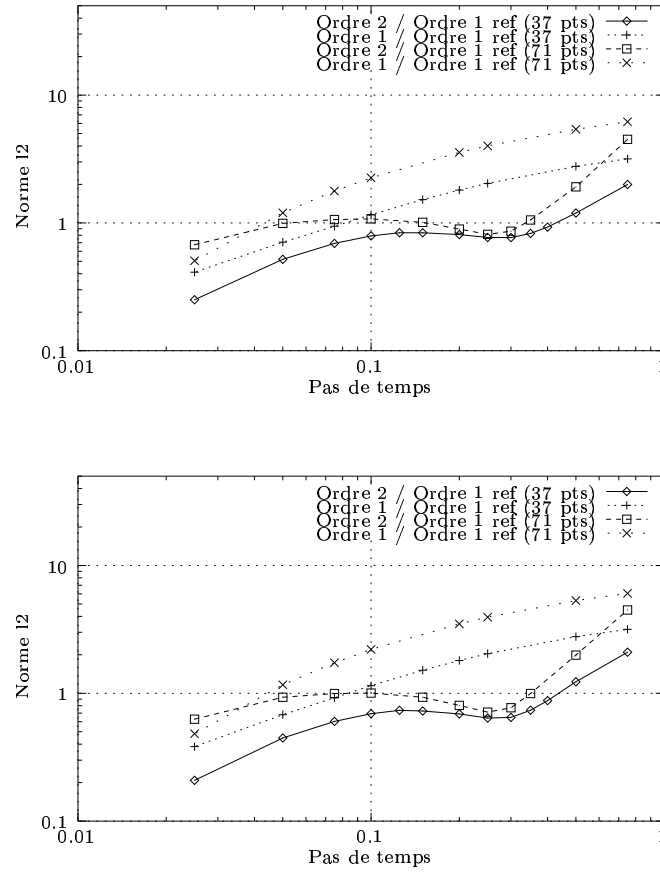 Ordre 2 / Ordre 1 ref (37 pts)
Ordre 1 / Ordre 1 ref (37 pts)
Ordre 2 / Ordre 1 ref (71 pts)
Ordre 1 / Ordre 1 ref (71 pts)
10
1
0.1
Norme l2
0.01
0.1
1
Pas de temps
Ordre 2 / Ordre 1 ref (37 pts)
Ordre 1 / Ordre 1 ref (37 pts)
Ordre 2 / Ordre 1 ref (71 pts)
Ordre 1 / Ordre 1 ref (71 pts)
10
1
0.1
Norme l2
0.01
0.1
1
Pas de temps